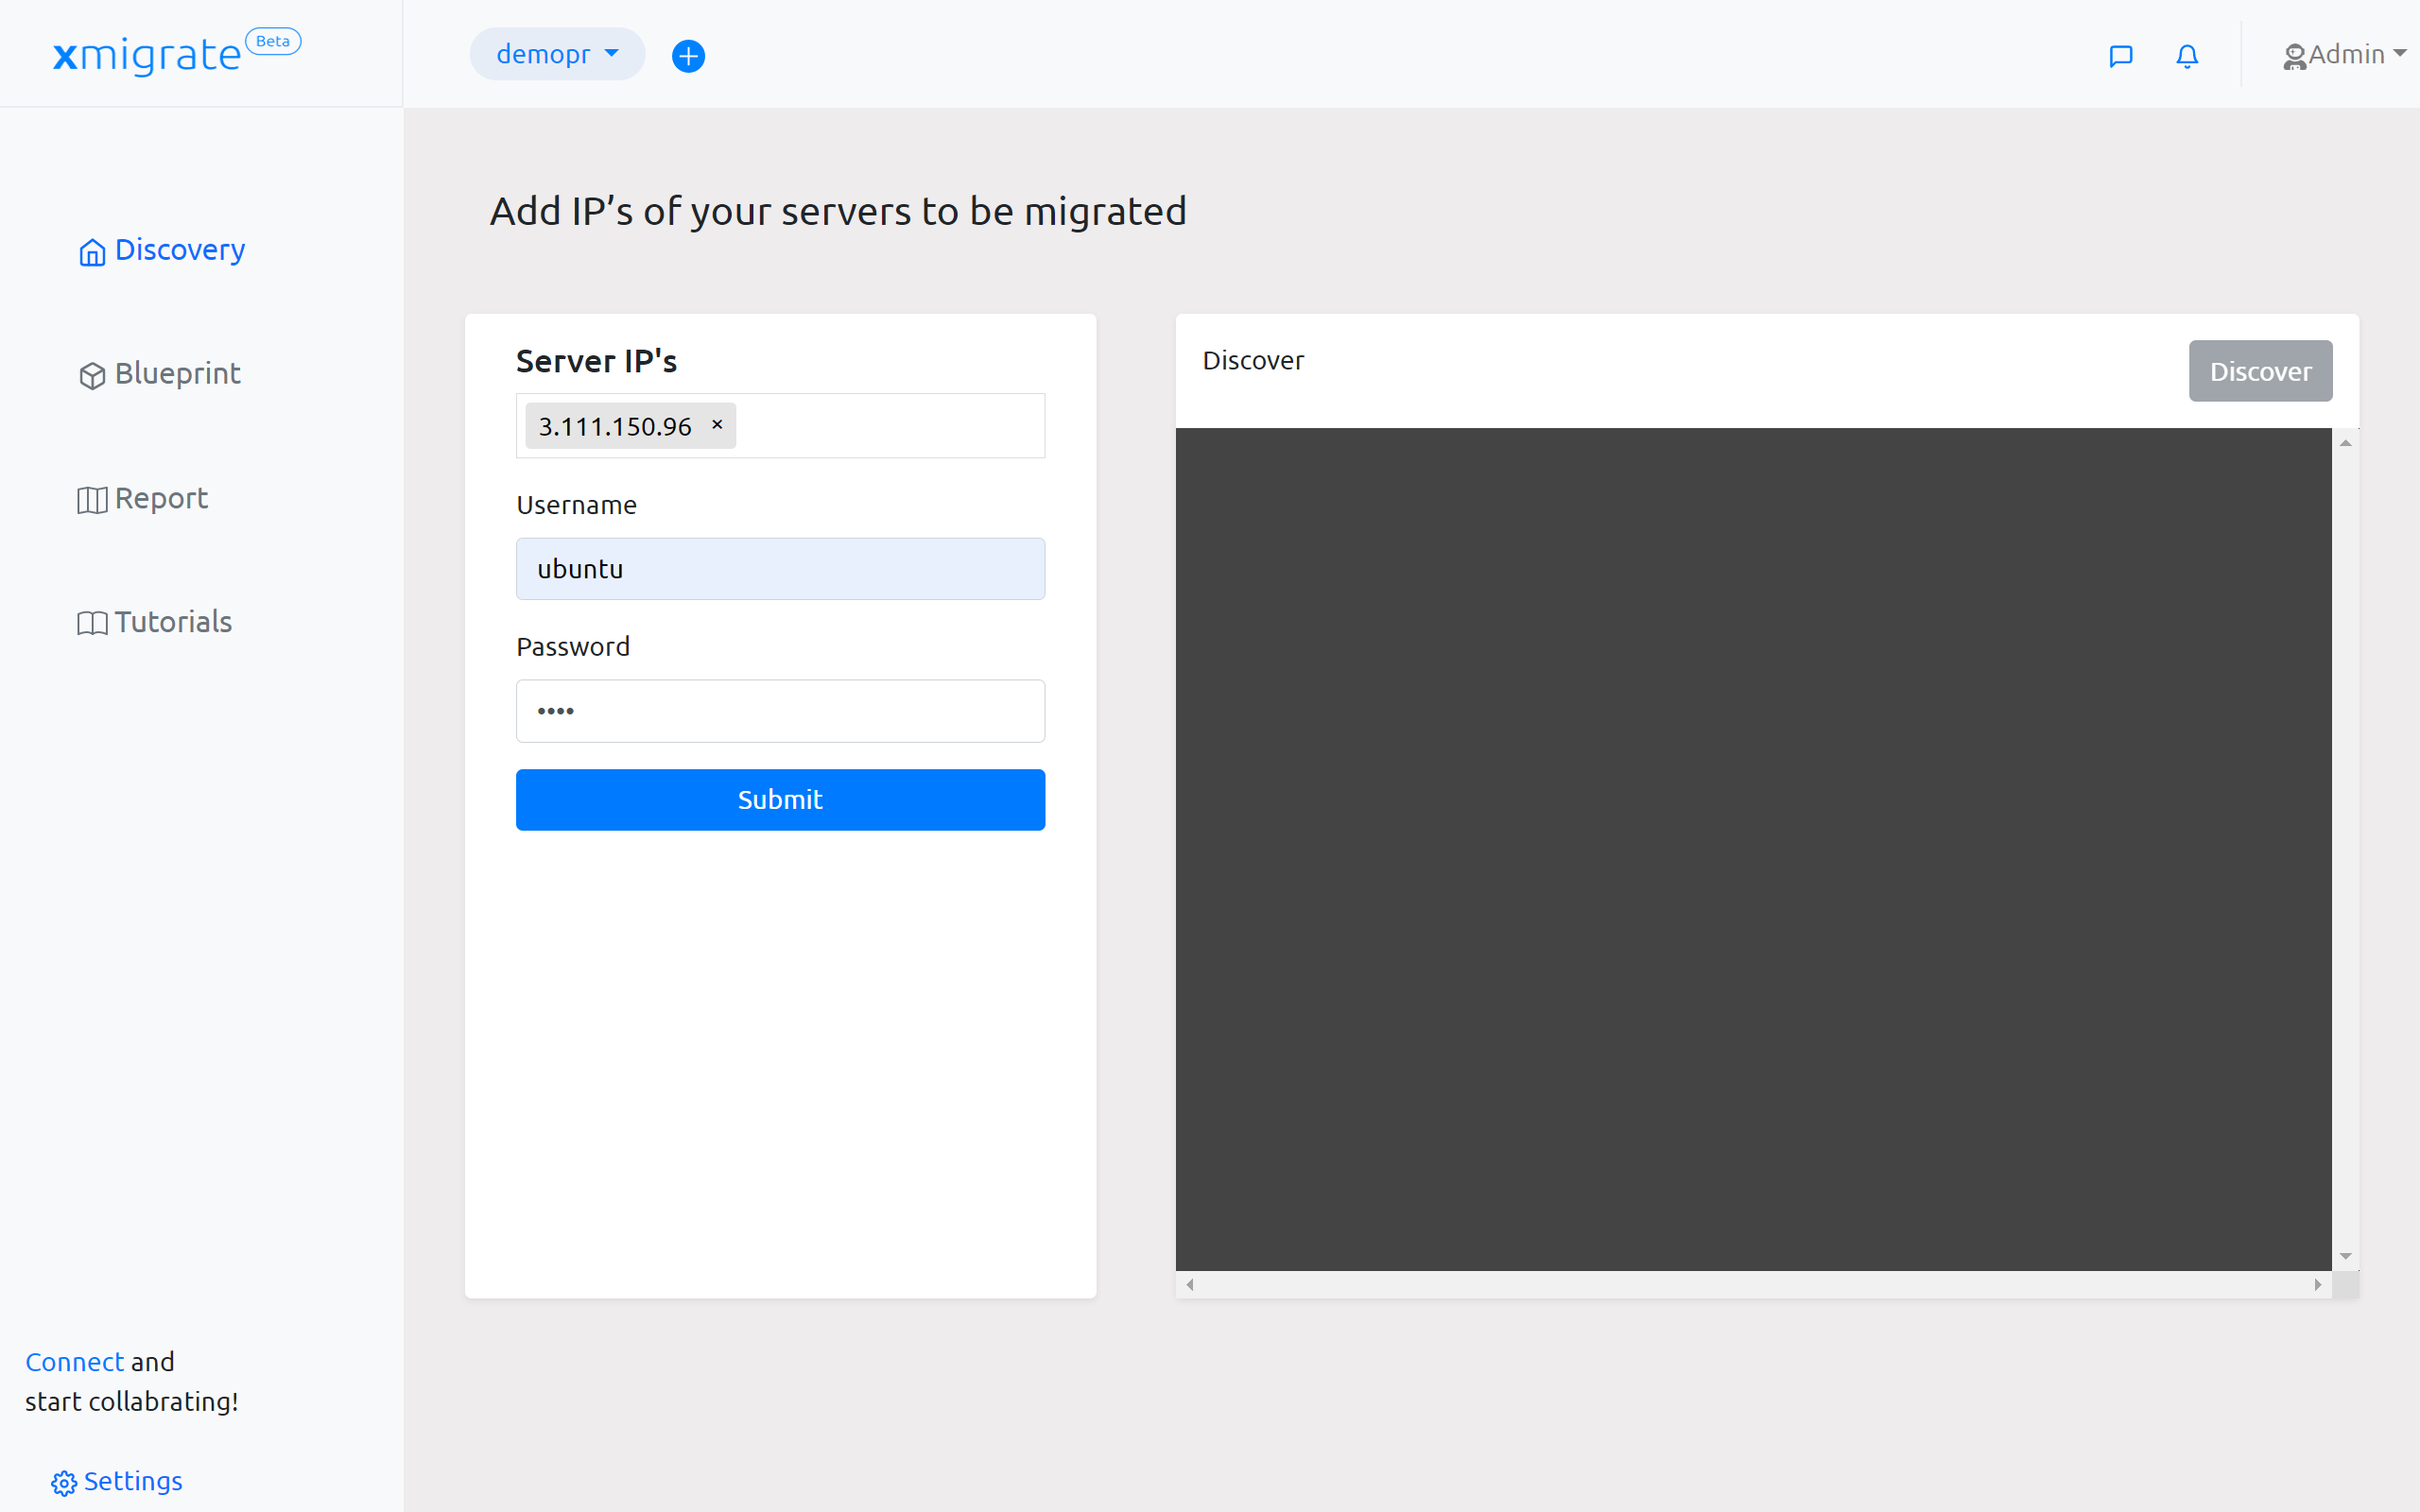 xmigrate Beta
demopr
Admin
Discovery
Blueprint
Report
Tutorials
Connect and
start collabrating!
Settings
Add IP’s of your servers to be migrated
Server IP's
3.111.150.96 ×
Username
ubuntu
Password
••••
Submit
Discover
Discover